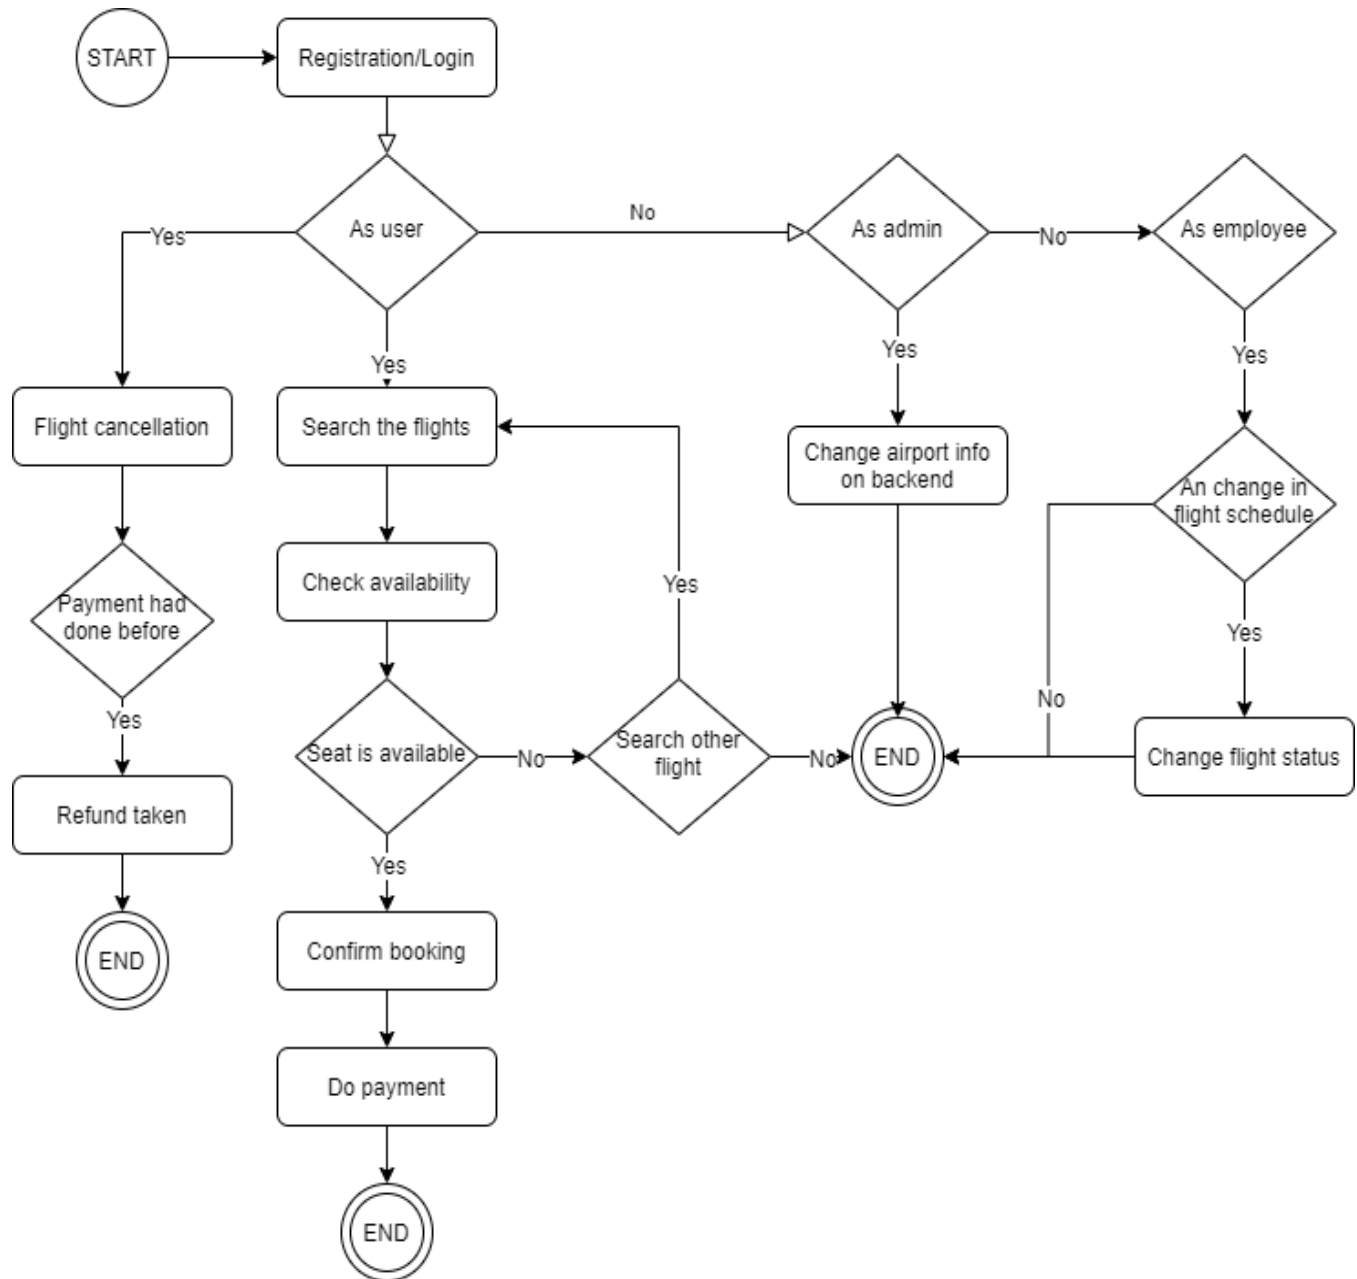 START
Registration/Login
As user
No
As admin
No
As employee
Yes
Yes
Yes
Yes
Flight cancellation
Search the flights
Change airport info
on backend
An change in
flight schedule
Check availability
Yes
Payment had
done before
Yes
No
Yes
Seat is available
No
Search other
flight
No
END
Change flight status
Refund taken
Yes
Confirm booking
END
Do payment
END